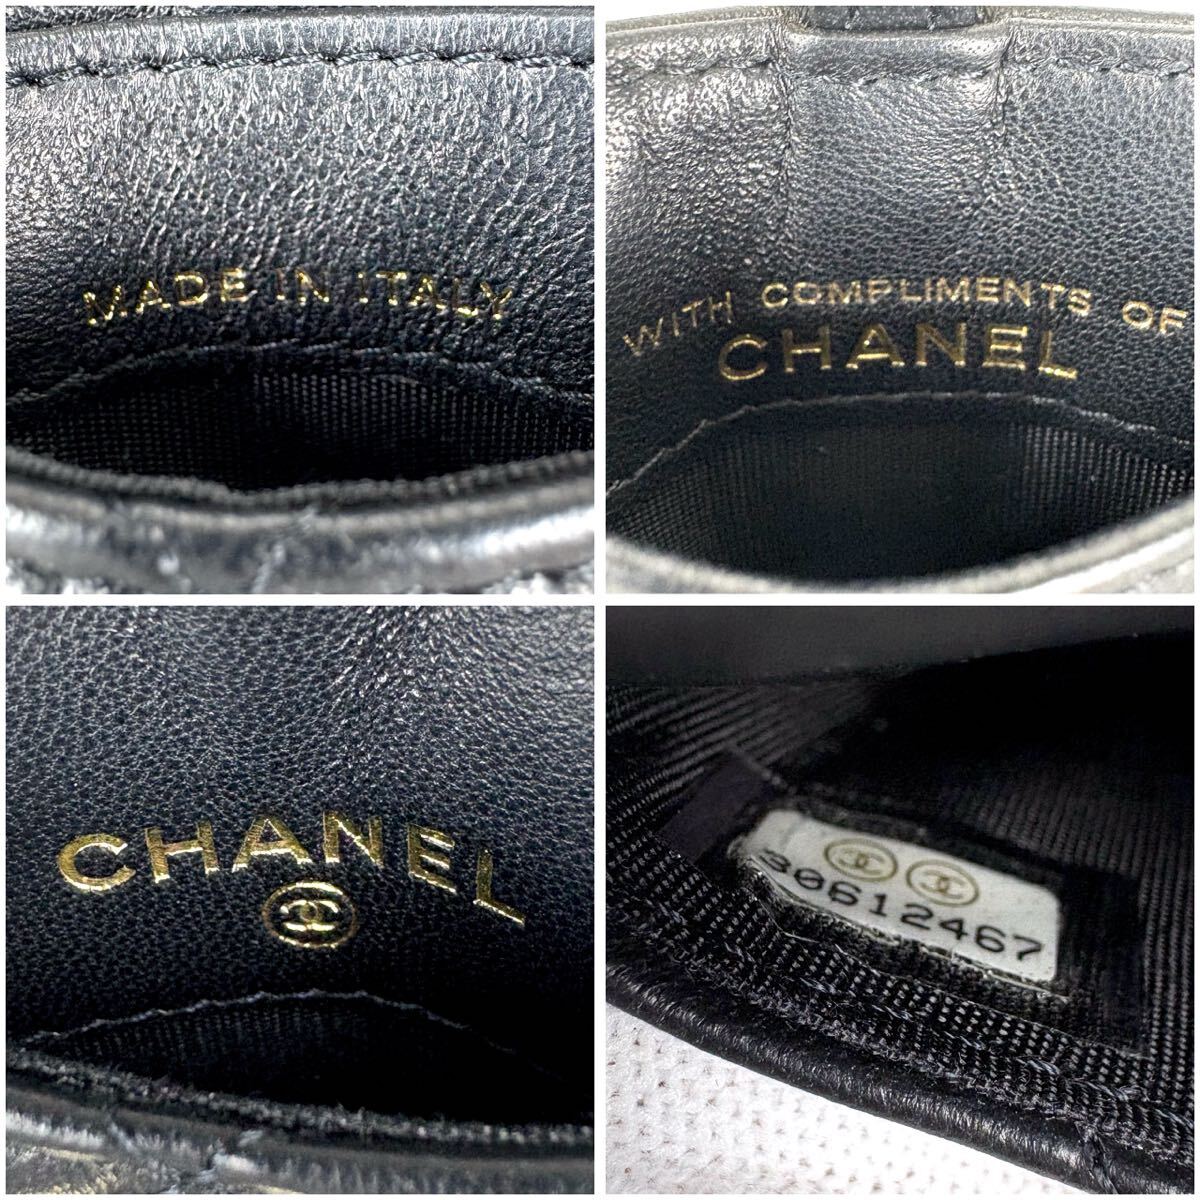 MADE IN ITALY
WITH COMPLIMENTS OF
CHANEL
CHANEL
30612467